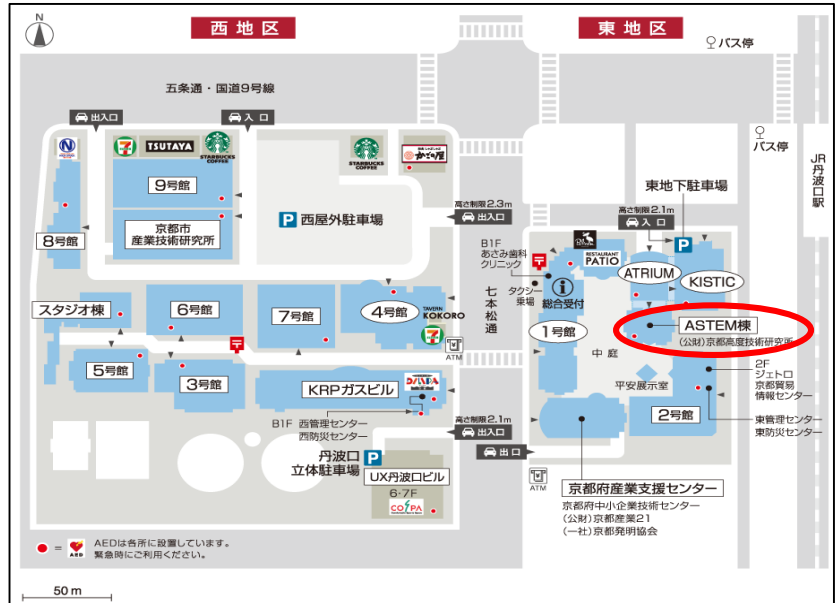 N
西地区
東地区
バス停
五条通・国道9号線
出入口
入口
バス停
JR丹波口駅
TSUTAYA
STARBUCKS COFFEE
STARBUCKS COFFEE
かごの屋
9号館
京都市
産業技術研究所
8号館
P 西屋外駐車場
高さ制限2.3m
出入口
東地下駐車場
高さ制限2.1m
入口
P
B1F
あさみ歯科
クリニック
タクシー
乗場
RESTAURANT
PATIO
ATRIUM
KISTIC
総合受付
スタジオ棟
6号館
7号館
4号館
TAVERN
KOKORO
七本松通
ATM
1号館
中庭
ASTEM棟
(公財)京都高度技術研究所
5号館
3号館
KRPガスビル
B1F 西管理センター
西防災センター
高さ制限2.1m
出入口
出口
平安展示室
2F
ジェトロ
京都貿易
情報センター
2号館
東管理センター
東防災センター
丹波口
立体駐車場
P
UX丹波口ビル
6・7F
COSPA
ATM
京都府産業支援センター
京都府中小企業技術センター
(公財)京都産業21
(一社)京都発明協会
= AED
AEDは各所に設置しています。
緊急時にご利用ください。
50 m